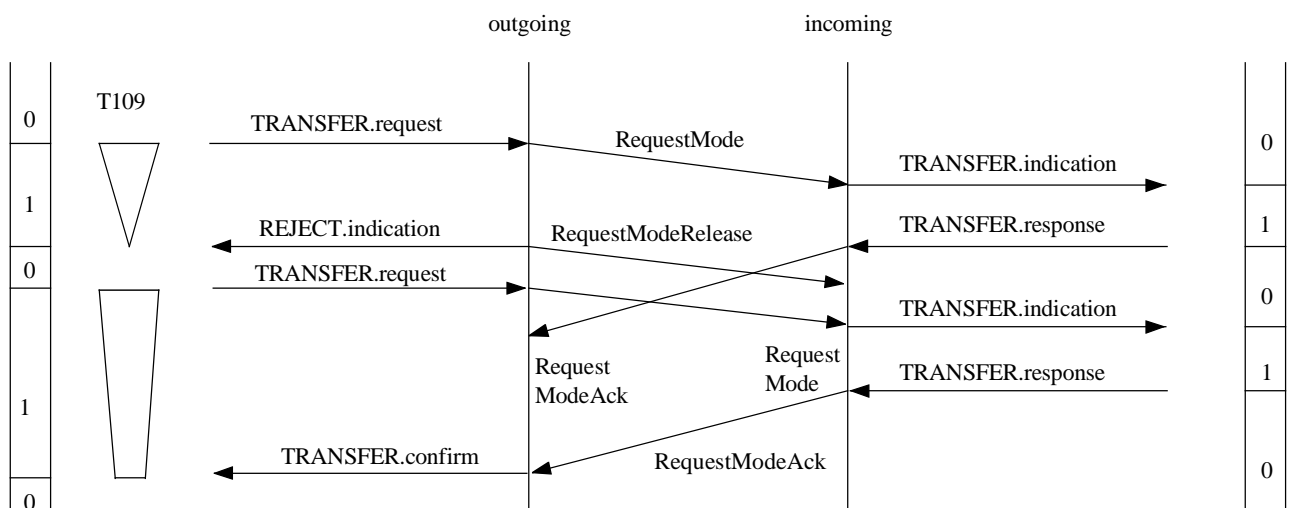 outgoing
incoming
T109
0
TRANSFER.request
RequestMode
0
TRANSFER.indication
1
REJECT.indication
RequestModeRelease
TRANSFER.response
1
0
TRANSFER.request
0
TRANSFER.indication
Request
ModeAck
Request
Mode
TRANSFER.response
1
1
TRANSFER.confirm
RequestModeAck
0
0